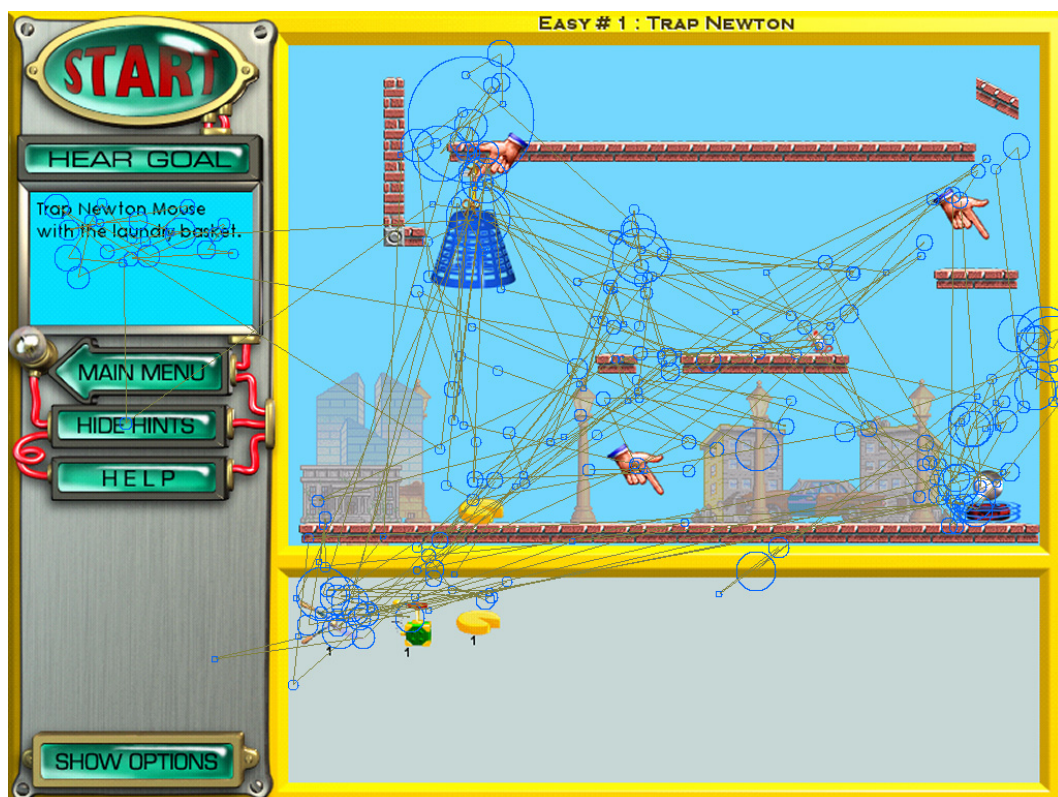 EASY # 1 : TRAP NEWTON
START
HEAR GOAL
Trap Newton Mouse
with the laundry basket.
MAIN MENU
HIDE HINTS
HELP
1
1
1
SHOW OPTIONS